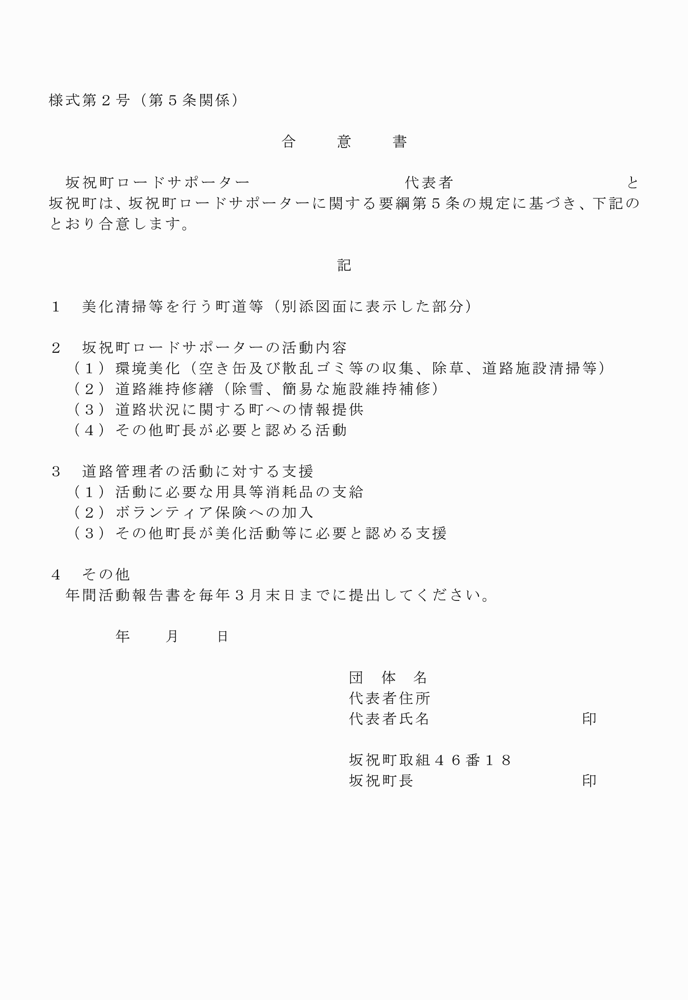 様式第２号（第５条関係）
合　　意　　書
坂祝町ロードサポーター　　　　　　　　　代表者　　　　　　　　　　と
坂祝町は、坂祝町ロードサポーターに関する要綱第５条の規定に基づき、下記の
とおり合意します。
記
１　美化清掃等を行う町道等（別添図面に表示した部分）
２　坂祝町ロードサポーターの活動内容
（１）環境美化（空き缶及び散乱ゴミ等の収集、除草、道路施設清掃等）
（２）道路維持修繕（除雪、簡易な施設維持補修）
（３）道路状況に関する町への情報提供
（４）その他町長が必要と認める活動
３　道路管理者の活動に対する支援
（１）活動に必要な用具等消耗品の支給
（２）ボランティア保険への加入
（３）その他町長が美化活動等に必要と認める支援
４　その他
年間活動報告書を毎年３月末日までに提出してください。
年　　月　　日
団　体　名
代表者住所
代表者氏名　　　　　　　　　印
坂祝町取組４６番１８
坂祝町長　　　　　　　　　　印